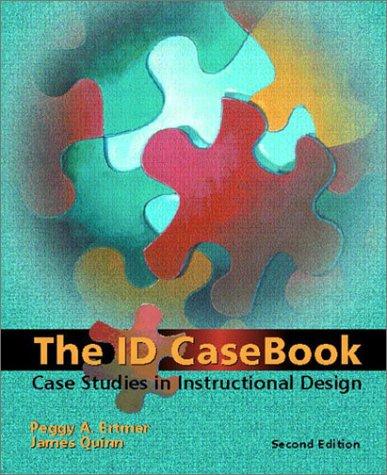 The ID CaseBook
Case Studies in Instructional Design
Peggy A. Ertmer
James Quinn
Second Edition